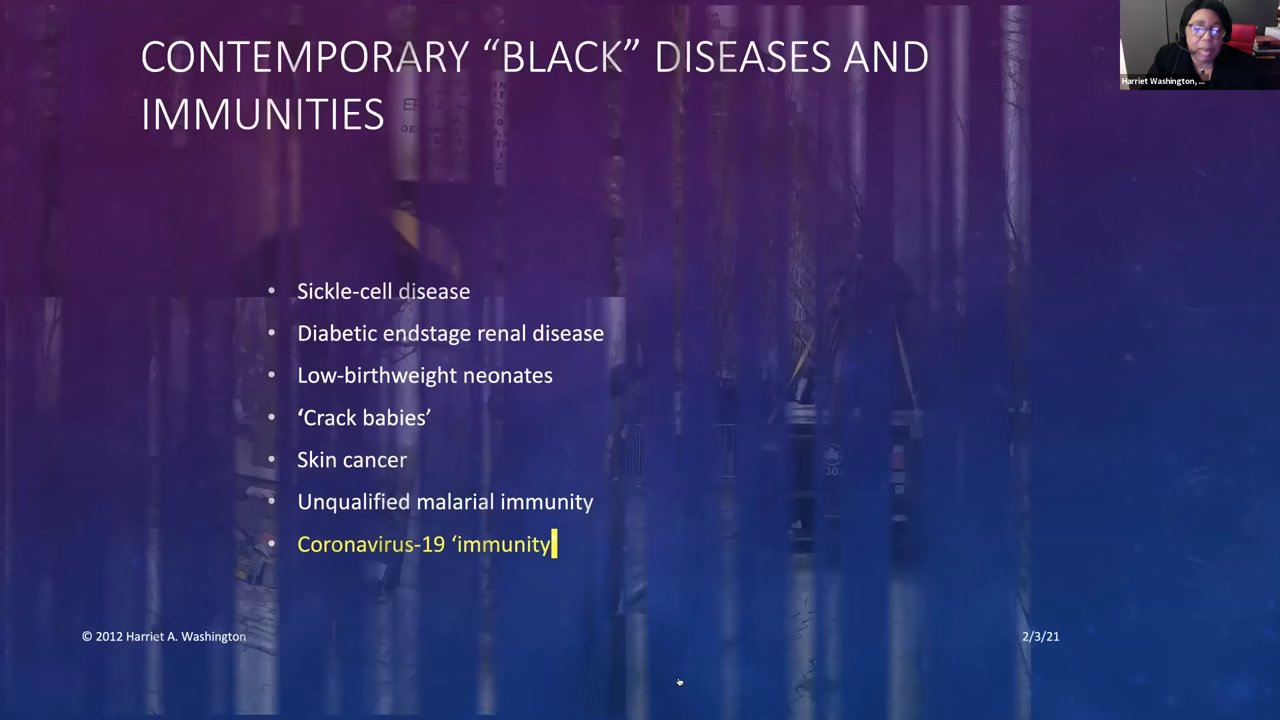 CONTEMPORARY “BLACK” DISEASES AND
IMMUNITIES
Harriet Washington, ...
• Sickle-cell disease
• Diabetic endstage renal disease
• Low-birthweight neonates
• ‘Crack babies’
• Skin cancer
• Unqualified malarial immunity
• Coronavirus-19 ‘immunity
© 2012 Harriet A. Washington
2/3/21